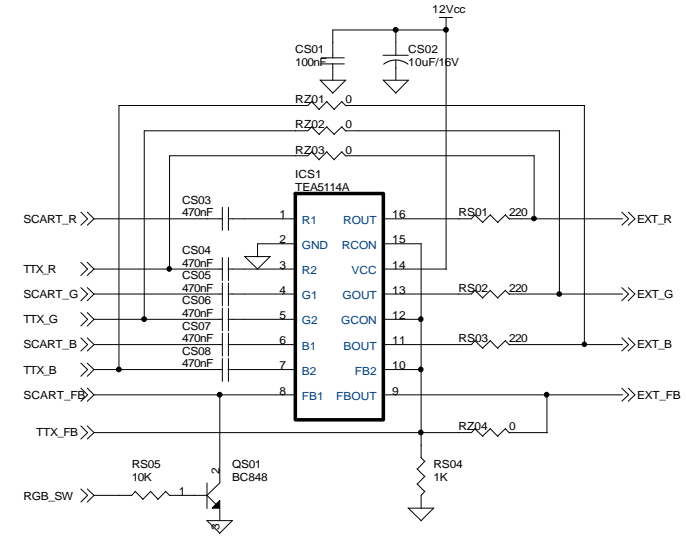 12Vcc
CS01
100nF
CS02
10uF/16V
RZ01 0
RZ02 0
RZ03 0
ICS1
TEA5114A
SCART_R
CS03
470nF
1 R1 ROUT 16
RS01 220
EXT_R
2 GND RCON 15
TTX_R
CS04
470nF
3 R2 VCC 14
SCART_G
CS05
470nF
4 G1 GOUT 13
RS02 220
EXT_G
TTX_G
CS06
470nF
5 G2 GCON 12
SCART_B
CS07
470nF
6 B1 BOUT 11
RS03 220
EXT_B
TTX_B
CS08
470nF
7 B2 FB2 10
SCART_FB
8 FB1 FBOUT 9
EXT_FB
TTX_FB
RZ04 0
RS05
10K
QS01
BC848
RS04
1K
RGB_SW
1
2
3